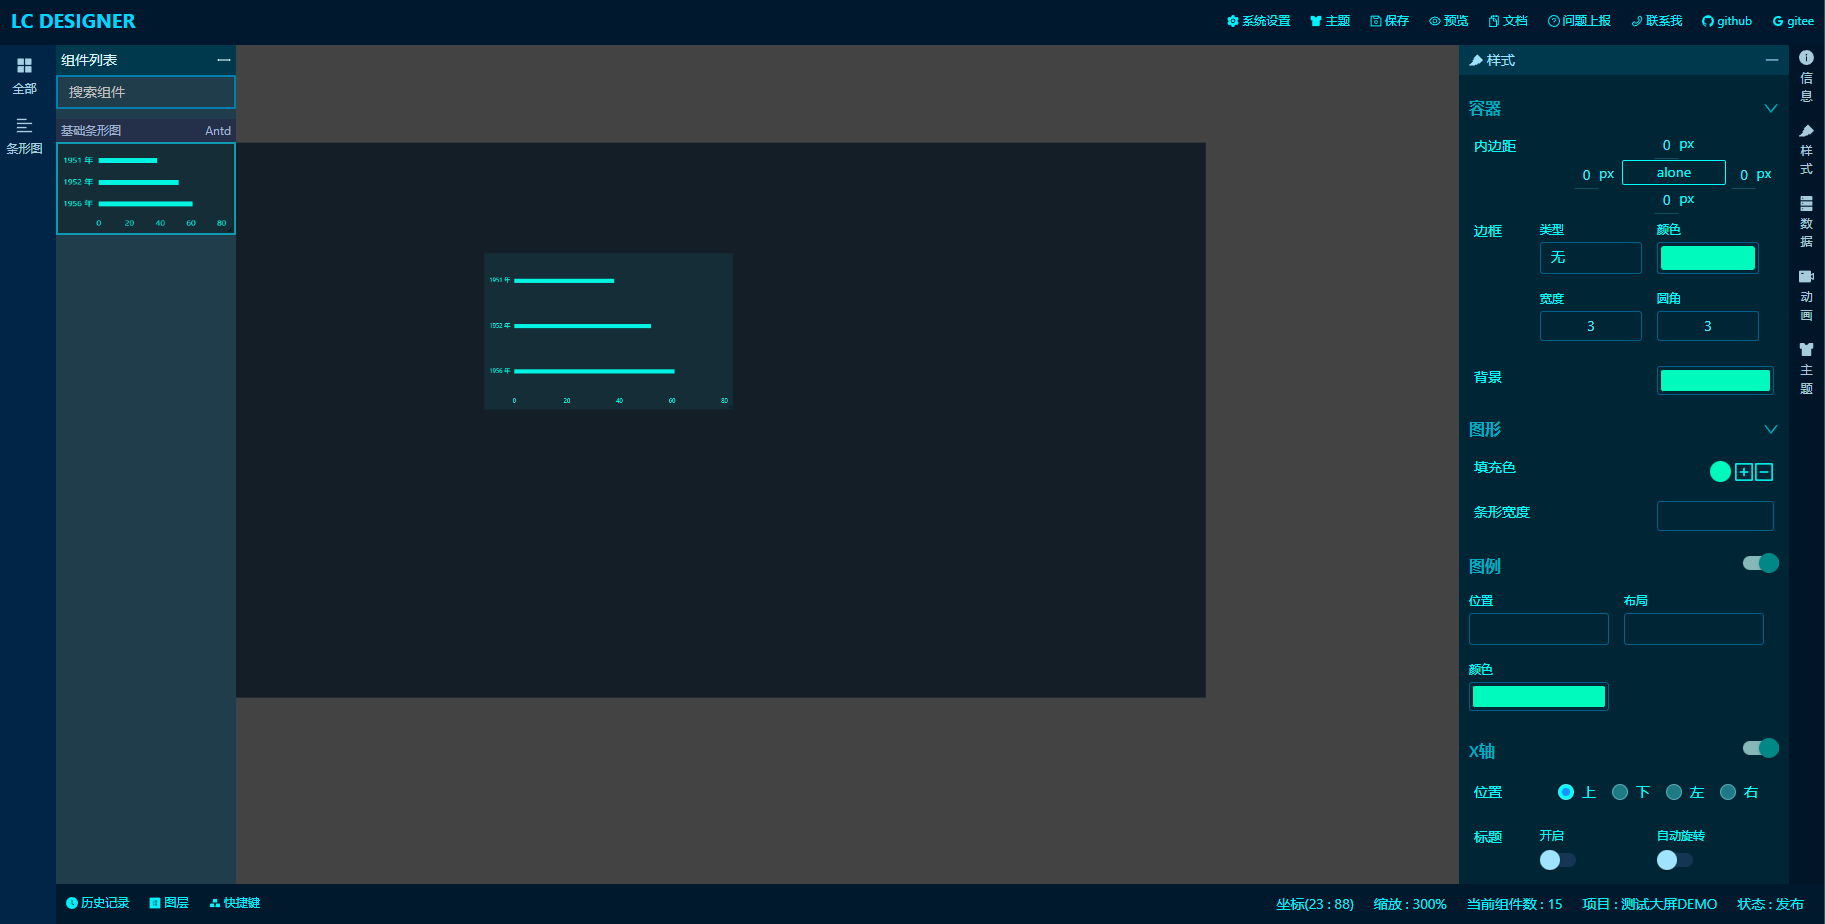 LC DESIGNER
系统设置 主题 保存 预览 文档 问题上报 联系我 github gitee
全部
条形图
组件列表
搜索组件
基础条形图 Antd
1951 年
1952 年
1956 年
0 20 40 60 80
1951 年
1952 年
1956 年
0 20 40 60 80
样式
容器
内边距
0 px
0 px alone 0 px
0 px
边框
类型 颜色
无
宽度 圆角
3 3
背景
图形
填充色
条形宽度
图例
位置 布局
颜色
X轴
位置 上 下 左 右
标题 开启 自动旋转
信息
样式
数据
动画
主题
历史记录 图层 快捷键
坐标(23 : 88) 缩放 : 300% 当前组件数 : 15 项目 : 测试大屏DEMO 状态 : 发布